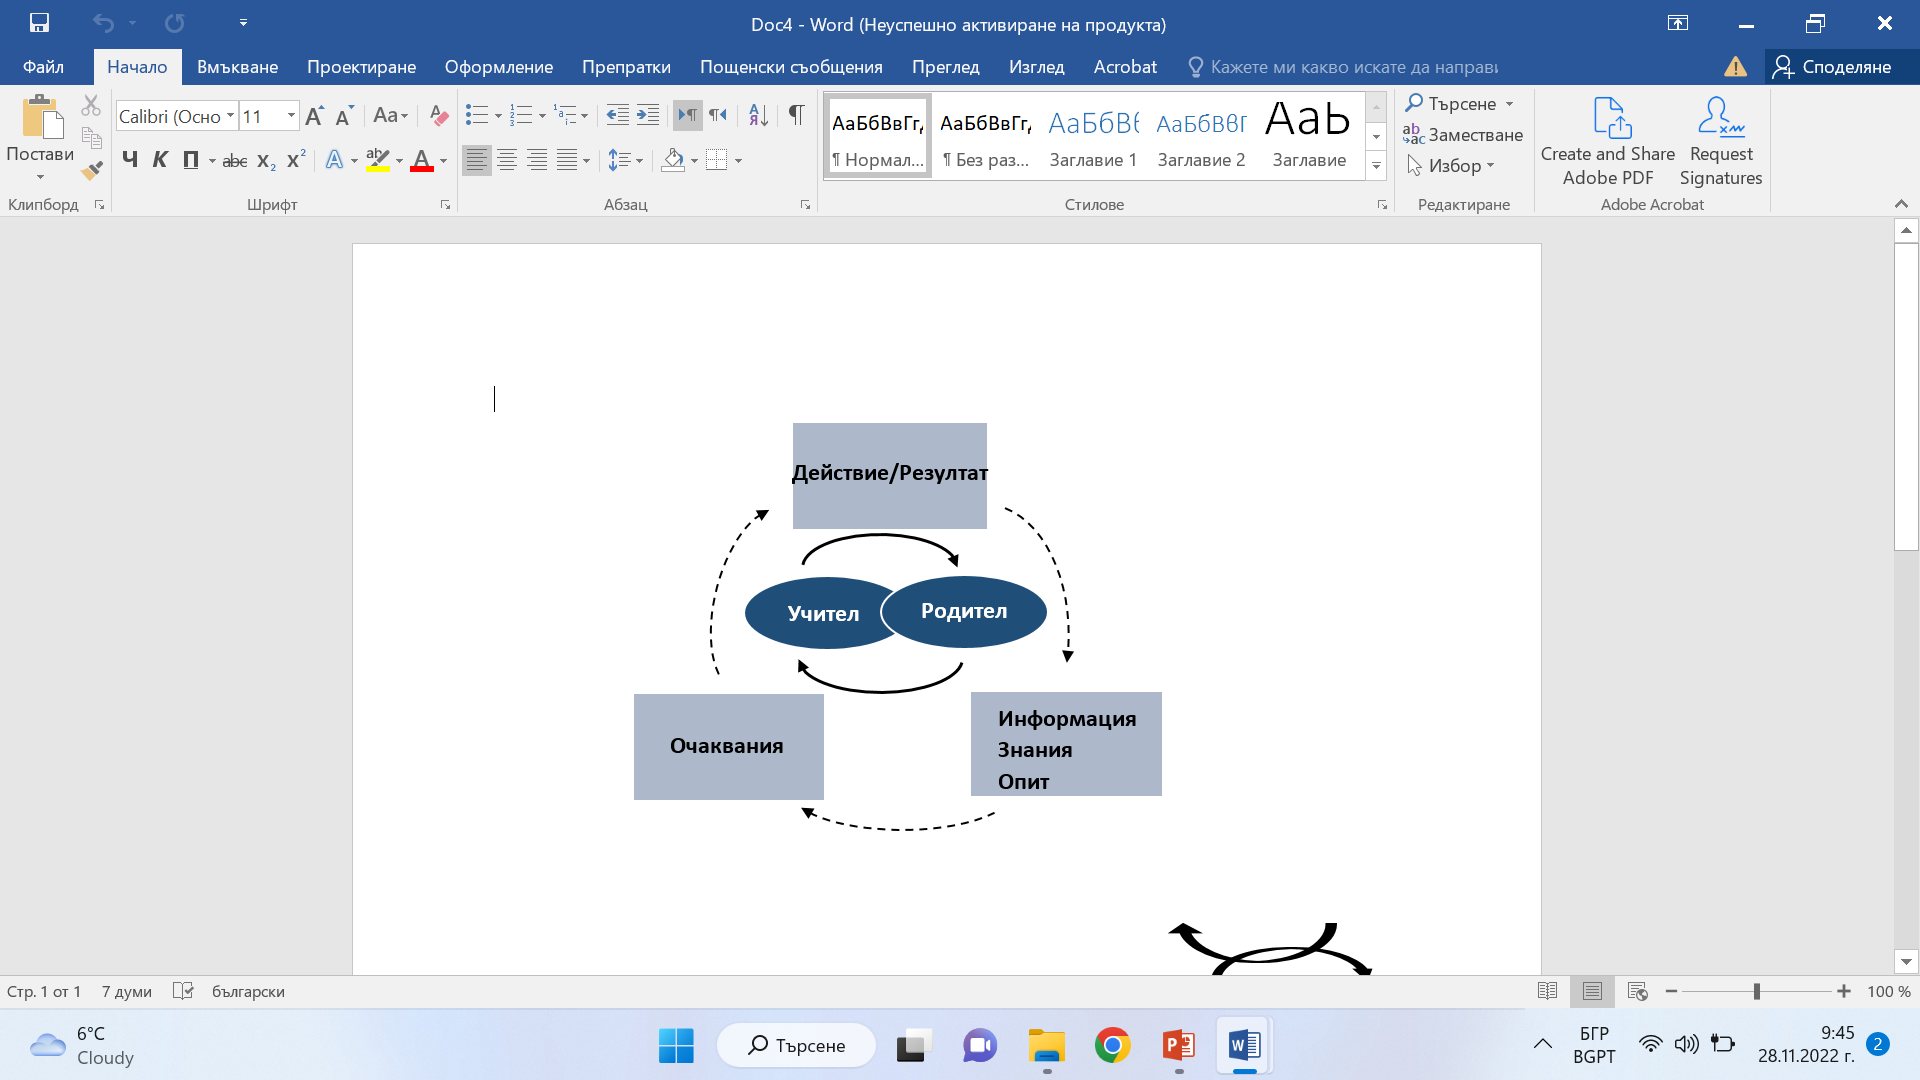 Doc4 - Word (Неуспешно активиране на продукта)
Файл Начало Вмъкване Проектиране Оформление Препратки Пощенски съобщения Преглед Изглед Acrobat Кажете ми какво искате да направи Споделяне
Постави
Calibri (Осно 11
Ч К П abc x₂ x²
АаБбВвГг, АаБбВвГг, АаБбВ АаБбВвГ АаЬ
¶ Нормал... ¶ Без раз... Заглавие 1 Заглавие 2 Заглавие
Търсене
Заместване
Избор
Create and Share
Adobe PDF
Request
Signatures
Клипборд Шрифт Абзац Стилове Редактиране Adobe Acrobat
Действие/Резултат
Учител
Родител
Очаквания
Информация
Знания
Опит
Стр. 1 от 1 7 думи български 100 %
6°C
Cloudy
Търсене
БГР
BGPT
9:45
28.11.2022 г.
2